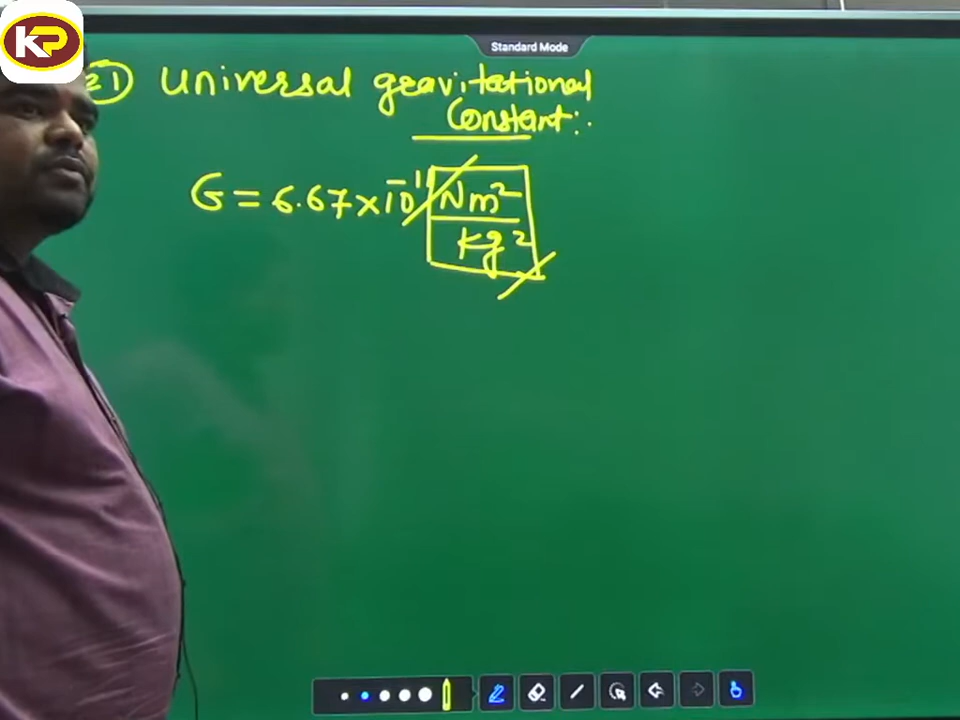 KP
Standard Mode
21) Universal gravitational
Constant:.
G = 6.67 × 10⁻¹¹ Nm²
kg²